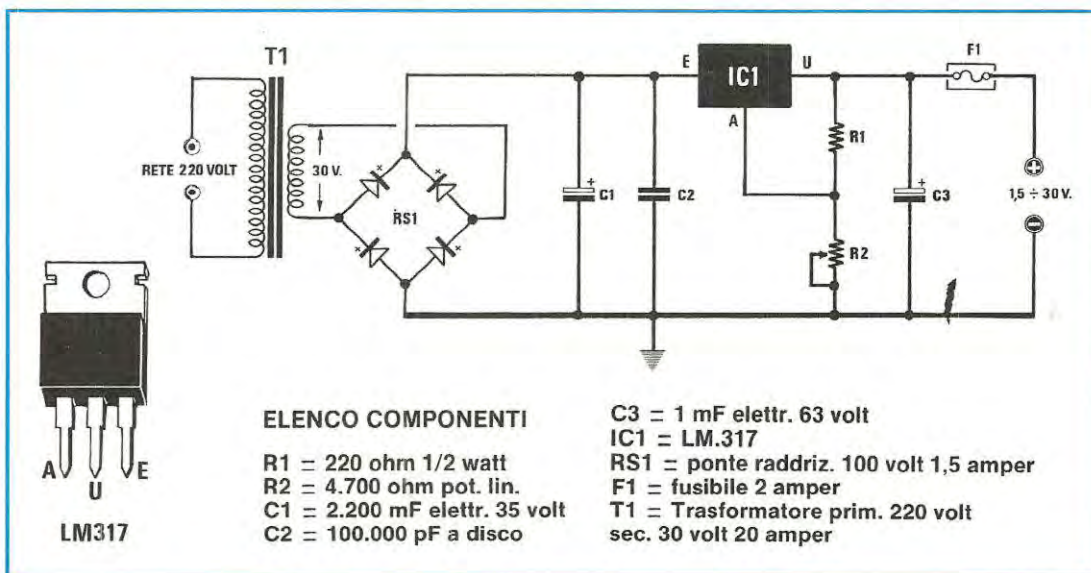 T1
F1
E
IC1
U
A
R1
RETE 220 VOLT
30 V.
RS1
+
C1
C2
+
C3
R2
+
1,5 ÷ 30 V.
-
A
U
E
LM317
ELENCO COMPONENTI
R1 = 220 ohm 1/2 watt
R2 = 4.700 ohm pot. lin.
C1 = 2.200 mF elettr. 35 volt
C2 = 100.000 pF a disco
C3 = 1 mF elettr. 63 volt
IC1 = LM.317
RS1 = ponte raddriz. 100 volt 1,5 amper
F1 = fusibile 2 amper
T1 = Trasformatore prim. 220 volt
sec. 30 volt 20 amper